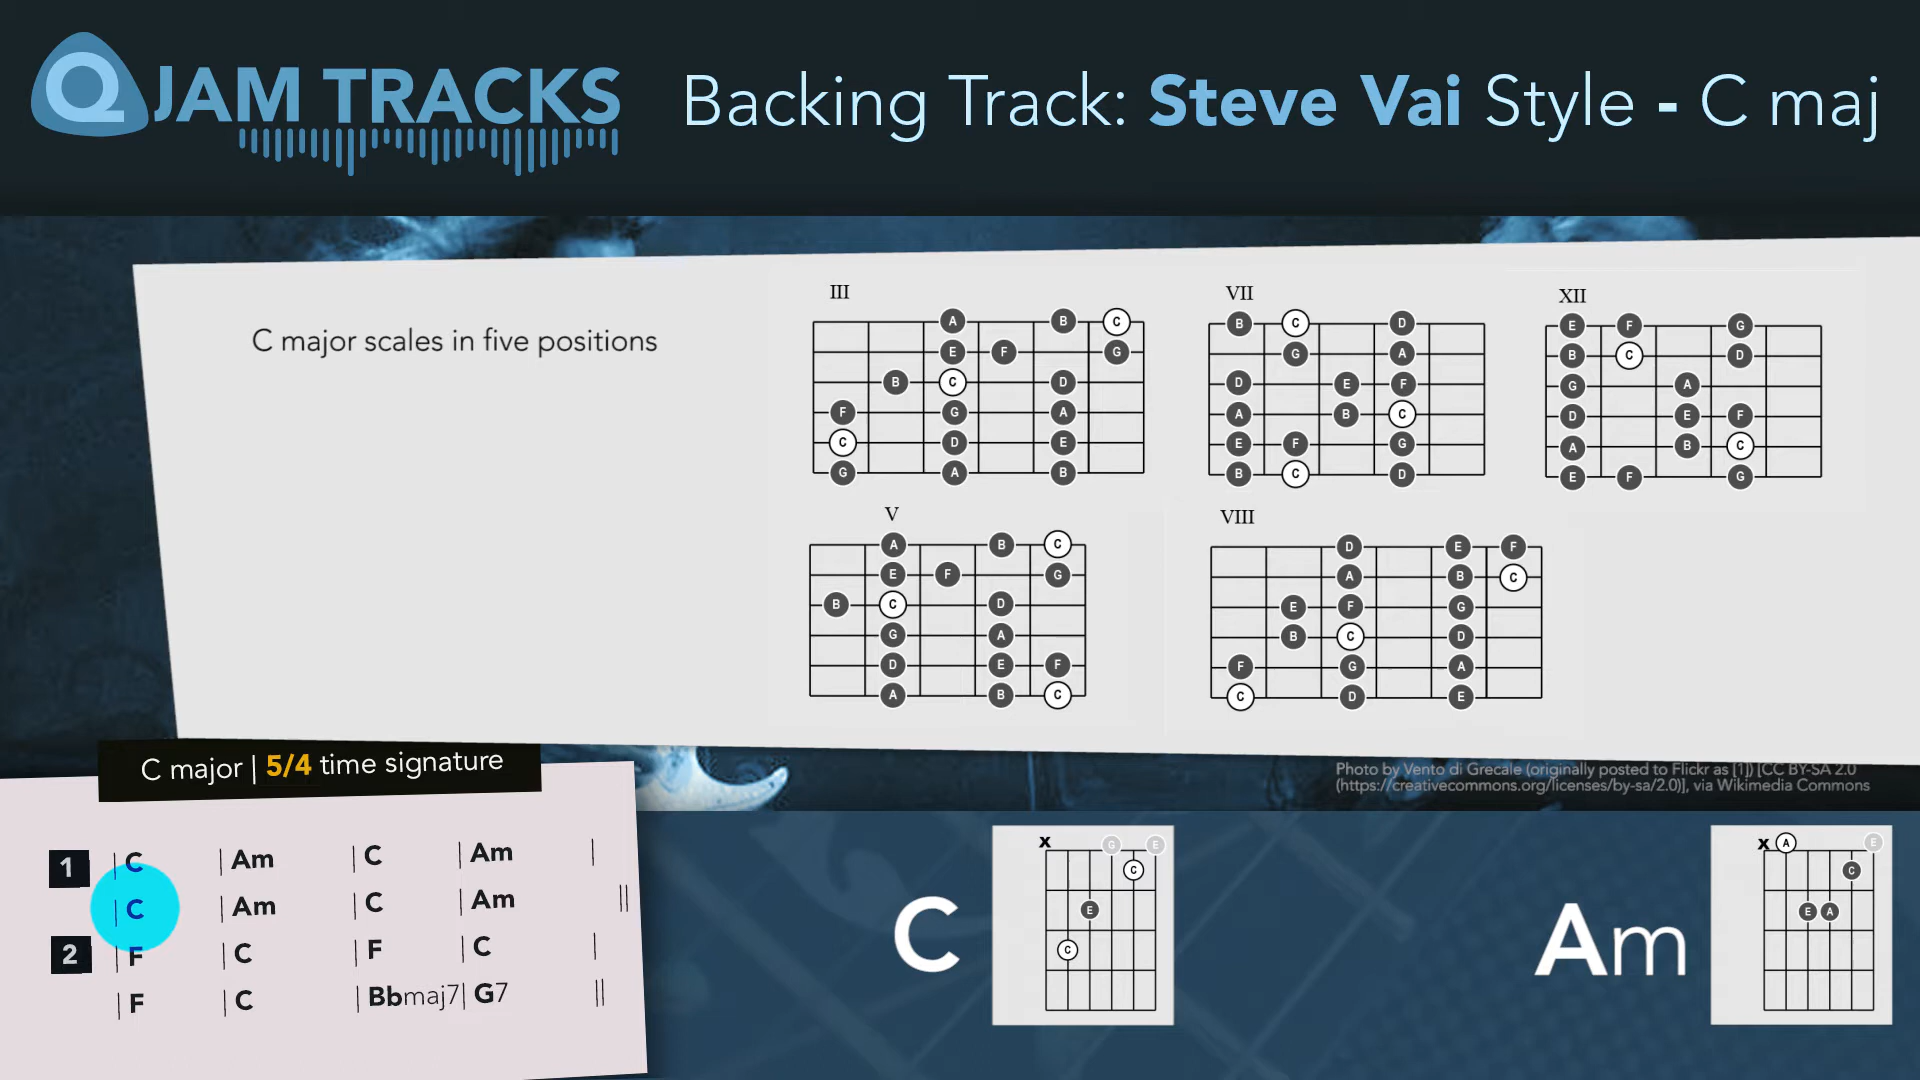 Q JAM TRACKS
Backing Track: Steve Vai Style - C maj
C major scales in five positions
III
A B C
E F G
B C D
F G A
C D E
G A B
VII
B C D
G A
D E F
A B C
E F G
B C D
XII
E F G
B C D
G A
D E F
A B C
E F G
V
A B C
E F G
B C D
G A
D E F
A B C
VIII
D E F
A B C
E F G
B C D
F G A
C D E
Photo by Vento di Grecale (originally posted to Flickr as [1]) [CC BY-SA 2.0
(https://creativecommons.org/licenses/by-sa/2.0)], via Wikimedia Commons
C major | 5/4 time signature
1 | C | Am | C | Am |
| C | Am | C | Am ||
2 | F | C | F | C |
| F | C | Bbmaj7 | G7 ||
C
x G E
C
E
C
Am
x A E
C
E A